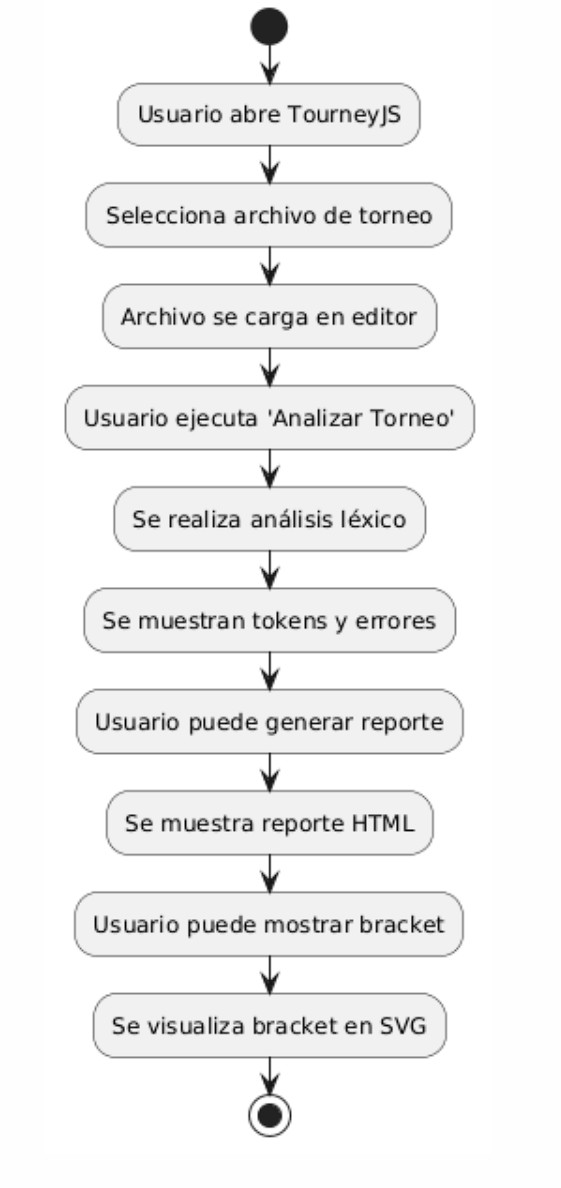 Usuario abre TourneyJS
Selecciona archivo de torneo
Archivo se carga en editor
Usuario ejecuta 'Analizar Torneo'
Se realiza análisis léxico
Se muestran tokens y errores
Usuario puede generar reporte
Se muestra reporte HTML
Usuario puede mostrar bracket
Se visualiza bracket en SVG